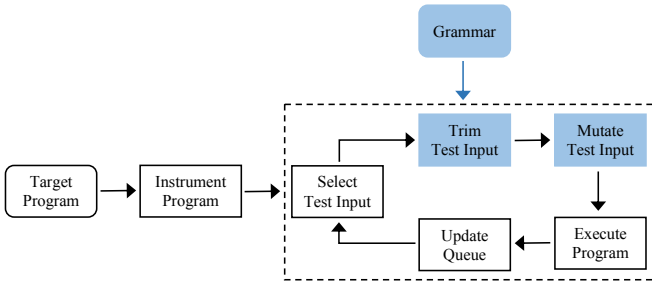 Grammar
Trim
Test Input
Mutate
Test Input
Target
Program
Instrument
Program
Select
Test Input
Update
Queue
Execute
Program